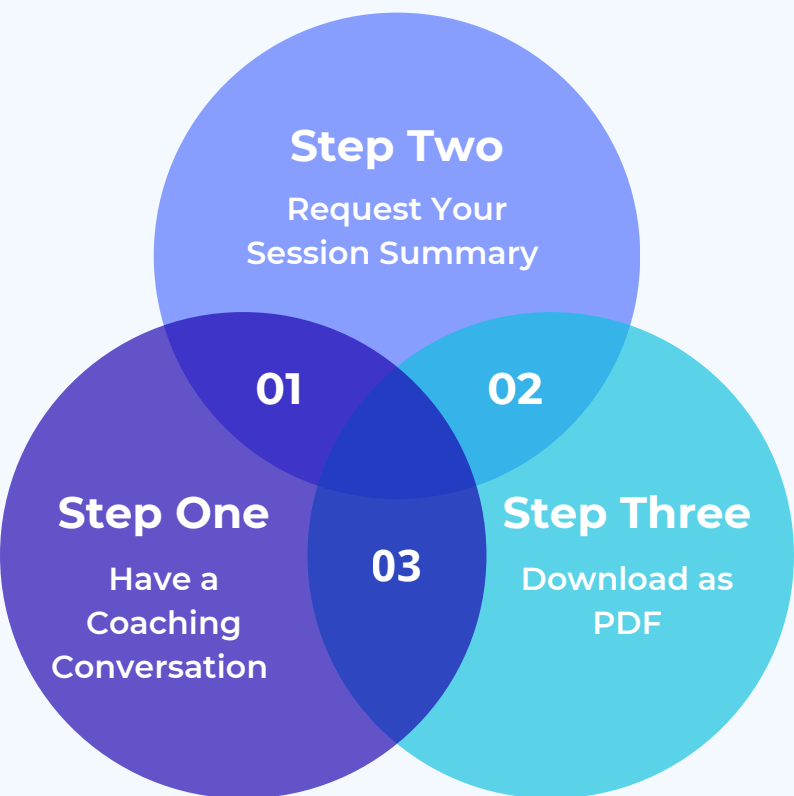 Step Two
Request Your
Session Summary
01
02
Step One
Have a
Coaching
Conversation
03
Step Three
Download as
PDF